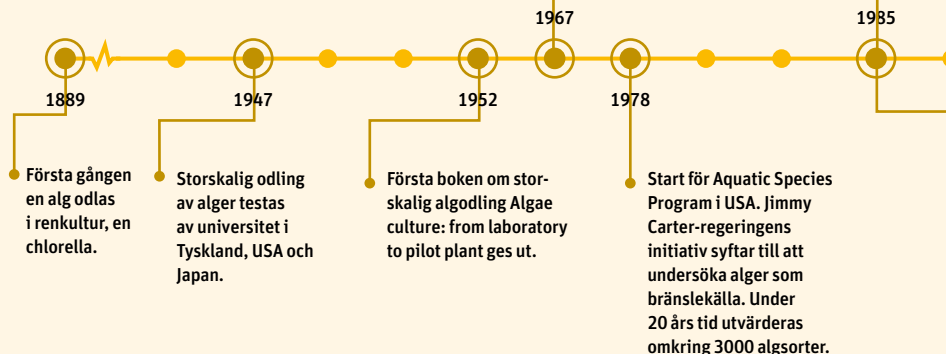 1967
1985
1889
1947
1952
1978
Första gången
en alg odlas
i renkultur, en
chlorella.
Storskalig odling
av alger testas
av universitet i
Tyskland, USA och
Japan.
Första boken om stor-
skalig algodling Algae
culture: from laboratory
to pilot plant ges ut.
Start för Aquatic Species
Program i USA. Jimmy
Carter-regeringens
initiativ syftar till att
undersöka alger som
bränslekälla. Under
20 års tid utvärderas
omkring 3000 algsorter.